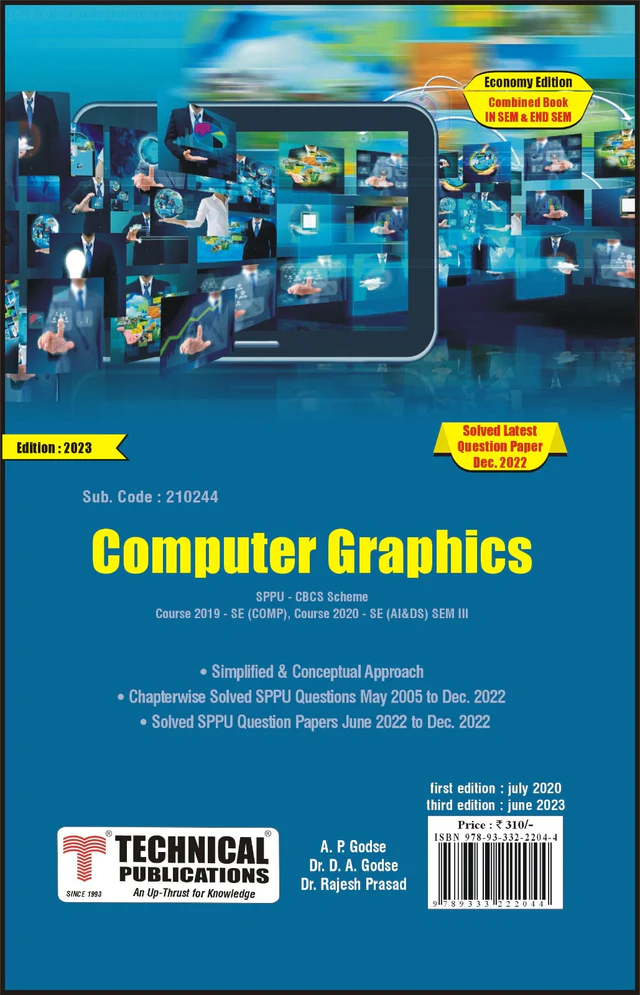 Economy Edition
Combined Book
IN SEM & END SEM
Edition : 2023
Solved Latest
Question Paper
Dec. 2022
Sub. Code : 210244
Computer Graphics
SPPU - CBCS Scheme
Course 2019 - SE (COMP), Course 2020 - SE (AI&DS) SEM III
• Simplified & Conceptual Approach
• Chapterwise Solved SPPU Questions May 2005 to Dec. 2022
• Solved SPPU Question Papers June 2022 to Dec. 2022
first edition : july 2020
third edition : june 2023
Price : ₹ 310/-
ISBN 978-93-332-2204-4
9 789333 222044
A. P. Godse
Dr. D. A. Godse
Dr. Rajesh Prasad
® TECHNICAL ®
PUBLICATIONS
SINCE 1993 An Up-Thrust for Knowledge